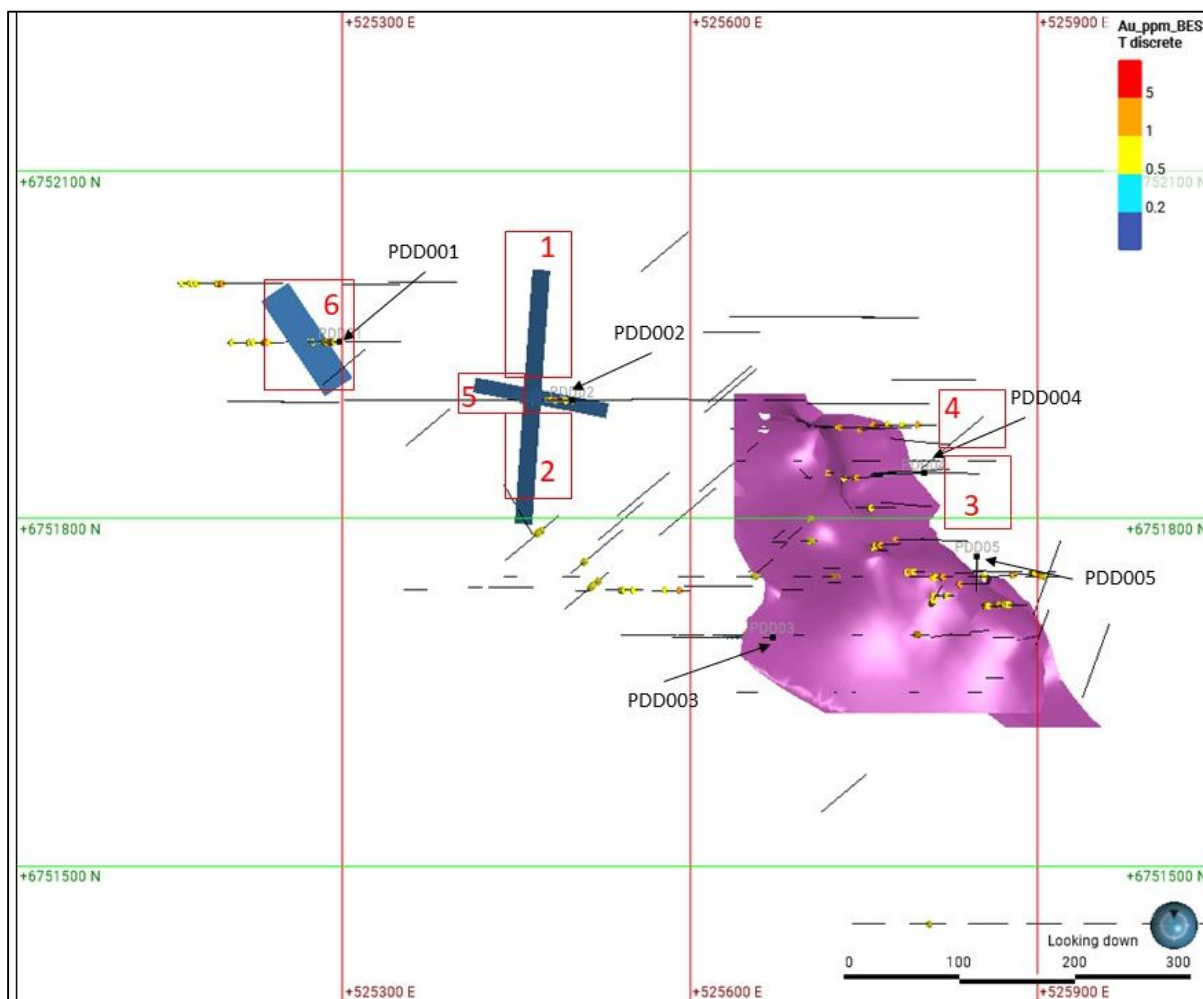 +525300 E
+525600 E
+525900 E
Au_ppm_BES
T discrete
5
1
0.5
0.2
+6752100 N
752100 N
PDD001
1
6
PDD002
PDD02
5
4
PDD004
2
3
+6751800 N
+6751800 N
PDD05
PDD005
PDD03
PDD003
+6751500 N
+6751500 N
Looking down
0
100
200
300
+525300 E
+525600 E
+525900 E